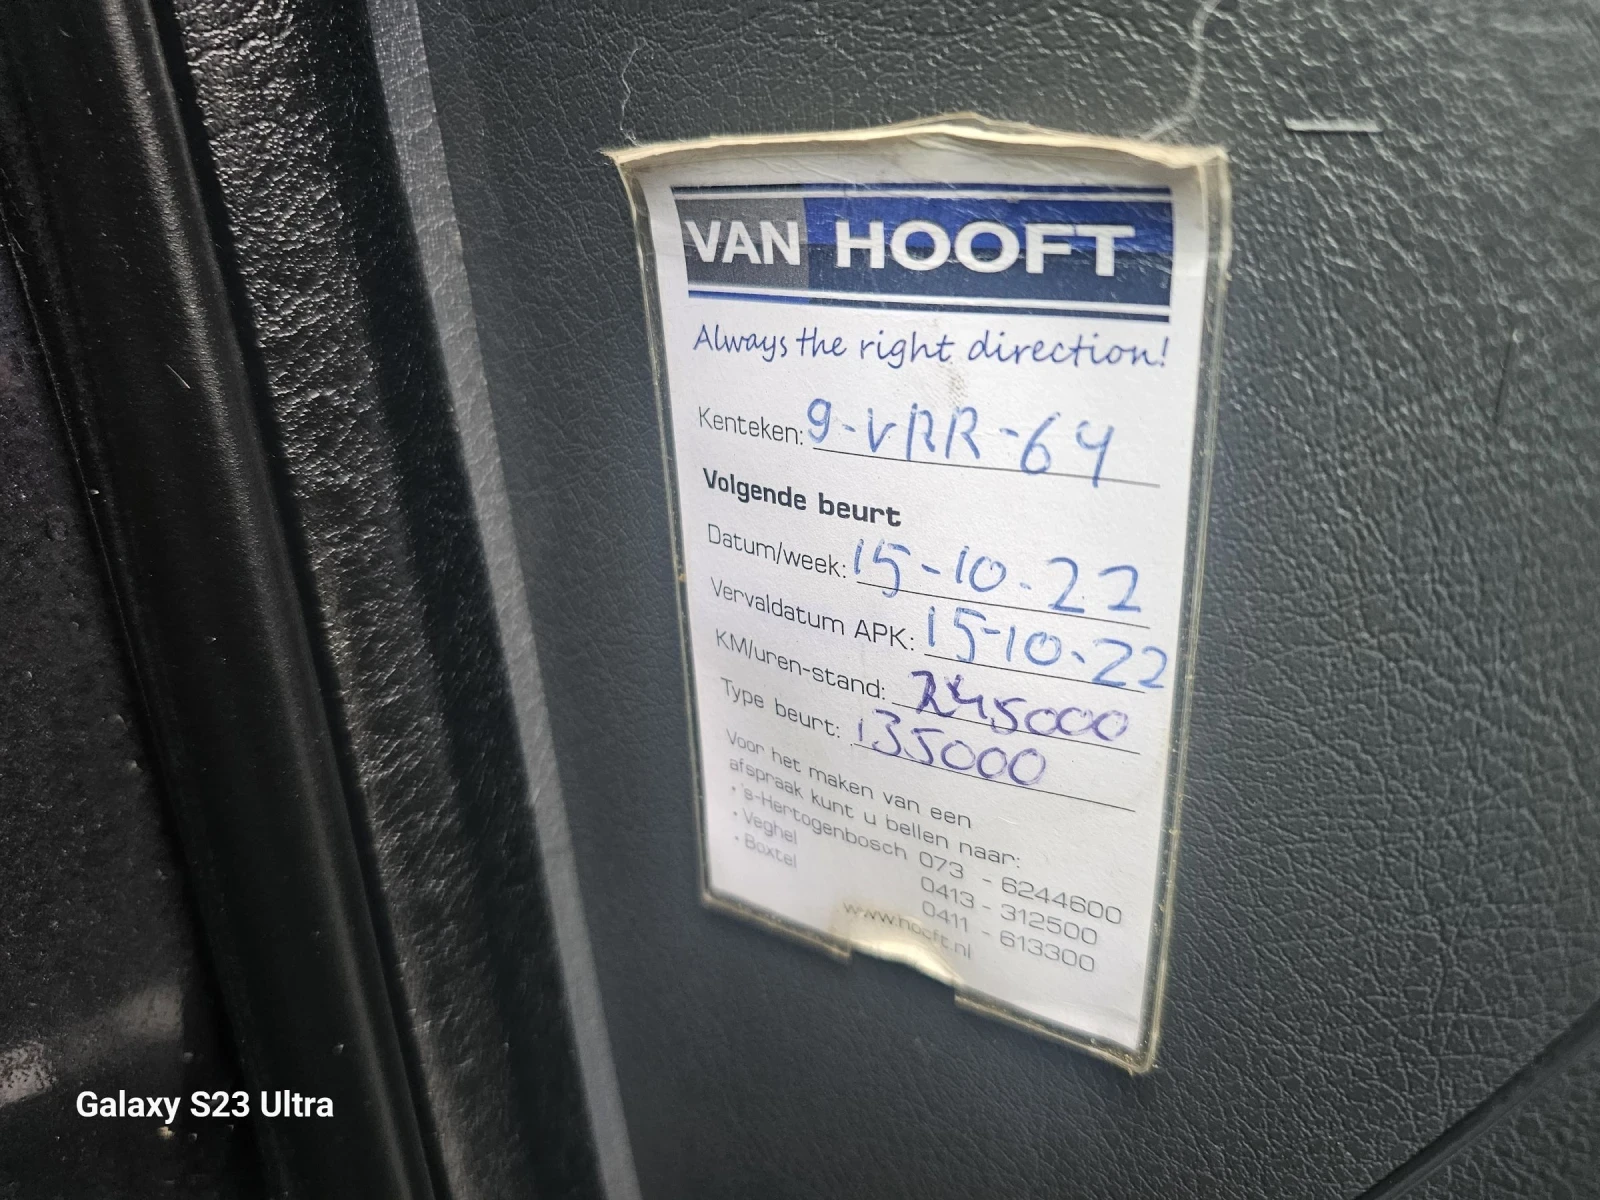 VAN HOOFT
Always the right direction!
Kenteken: 9-VRR-64
Volgende beurt
Datum/week: 15-10-22
Vervaldatum APK: 15-10-22
KM/uren-stand: 245000
Type beurt: 135000
Voor het maken van een
afspraak kunt u bellen naar:
• 's-Hertogenbosch 073 - 6244600
• Veghel 0413 - 312500
• Boxtel 0411 - 613300
www.hooft.nl
Galaxy S23 Ultra